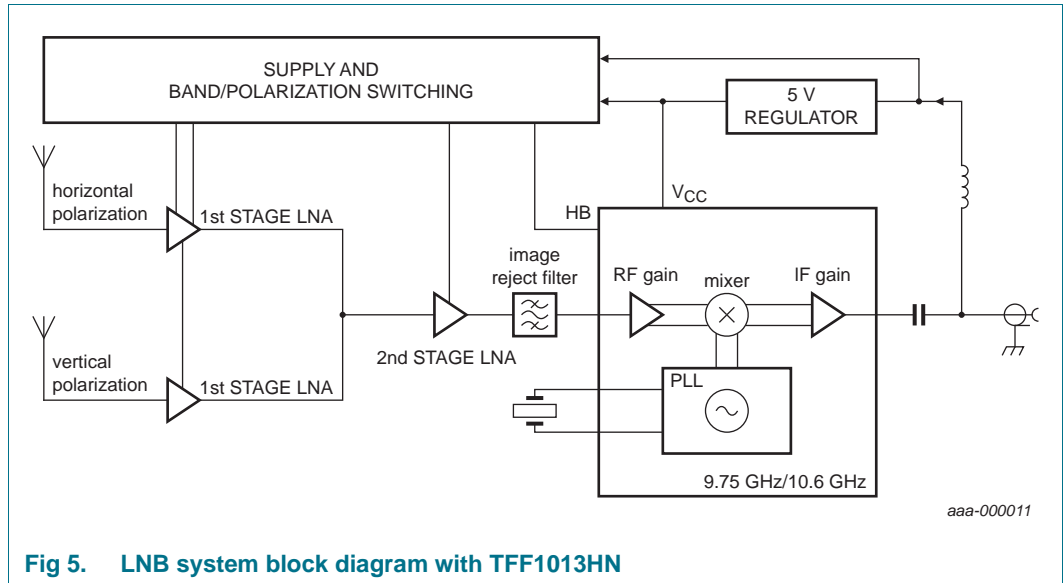 SUPPLY AND
BAND/POLARIZATION SWITCHING
5 V
REGULATOR
horizontal
polarization
1st STAGE LNA
HB
VCC
image
reject filter
RF gain
mixer
IF gain
2nd STAGE LNA
vertical
polarization
1st STAGE LNA
PLL
9.75 GHz/10.6 GHz
aaa-000011
Fig 5. LNB system block diagram with TFF1013HN